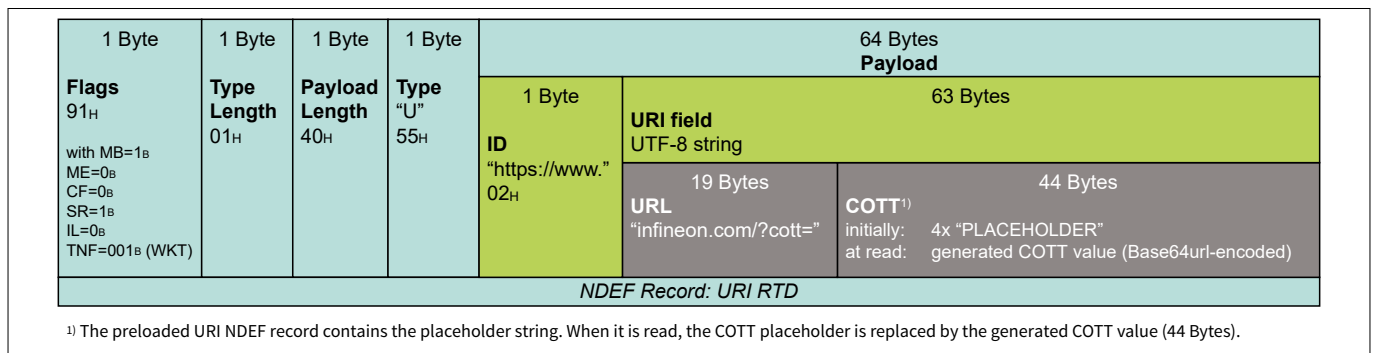 1 Byte
1 Byte
1 Byte
1 Byte
64 Bytes
Payload
Flags
91H
with MB=1B
ME=0B
CF=0B
SR=1B
IL=0B
TNF=001B (WKT)
Type
Length
01H
Payload
Length
40H
Type
“U”
55H
1 Byte
ID
“https://www.”
02H
63 Bytes
URI field
UTF-8 string
19 Bytes
URL
“infineon.com/?cott=”
44 Bytes
COTT1)
initially: 4x “PLACEHOLDER”
at read: generated COTT value (Base64url-encoded)
NDEF Record: URI RTD
1) The preloaded URI NDEF record contains the placeholder string. When it is read, the COTT placeholder is replaced by the generated COTT value (44 Bytes).